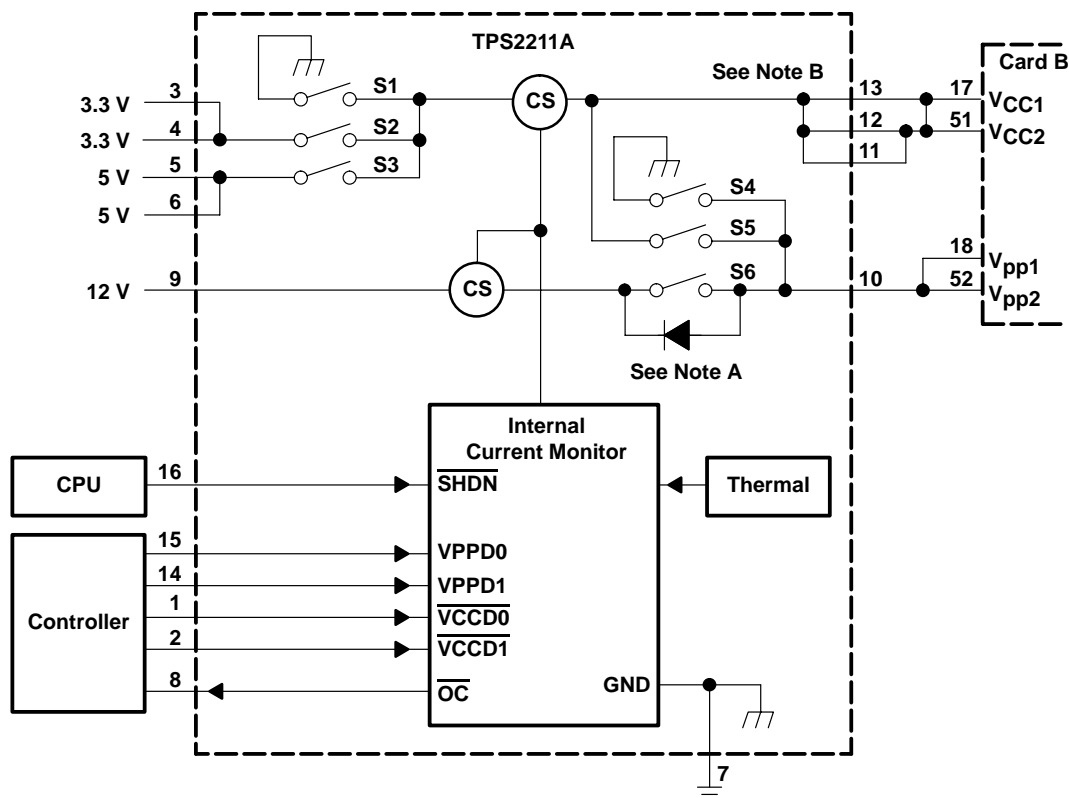 TPS2211A
Card B
See Note B
3
3.3 V
S1
CS
13
17
VCC1
4
3.3 V
S2
12
51
VCC2
5
5 V
S3
11
6
5 V
S4
S5
18
Vpp1
9
12 V
CS
S6
10
52
Vpp2
See Note A
Internal
Current Monitor
CPU
16
SHDN
Thermal
Controller
15
VPPD0
14
VPPD1
1
VCCD0
2
VCCD1
8
OC
GND
7